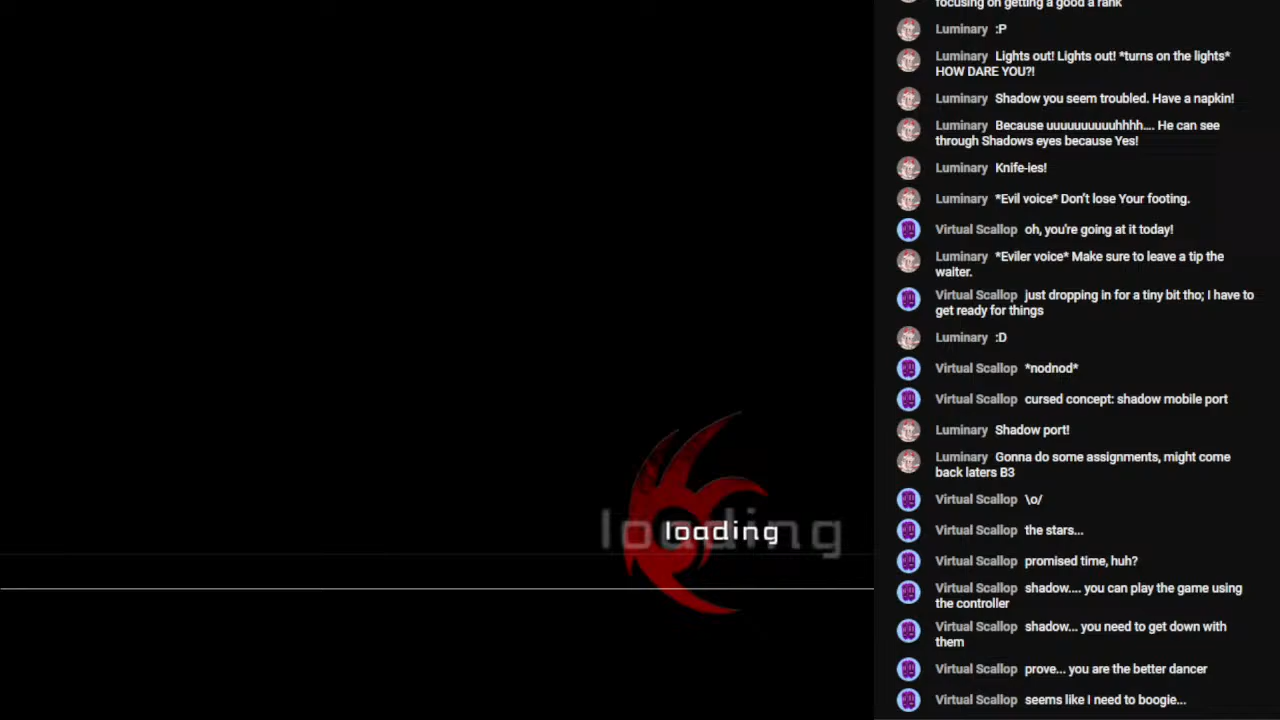 focusing on getting a good a rank
Luminary :P
Luminary Lights out! Lights out! *turns on the lights*
HOW DARE YOU?!
Luminary Shadow you seem troubled. Have a napkin!
Luminary Because uuuuuuuuuuhhhh.... He can see
through Shadows eyes because Yes!
Luminary Knife-ies!
Luminary *Evil voice* Don't lose Your footing.
Virtual Scallop oh, you're going at it today!
Luminary *Eviler voice* Make sure to leave a tip the
waiter.
Virtual Scallop just dropping in for a tiny bit tho; I have to
get ready for things
Luminary :D
Virtual Scallop *nodnod*
Virtual Scallop cursed concept: shadow mobile port
Luminary Shadow port!
Luminary Gonna do some assignments, might come
back laters B3
Virtual Scallop \o/
Virtual Scallop the stars...
Virtual Scallop promised time, huh?
Virtual Scallop shadow.... you can play the game using
the controller
Virtual Scallop shadow... you need to get down with
them
Virtual Scallop prove... you are the better dancer
Virtual Scallop seems like I need to boogie...
loading
loading